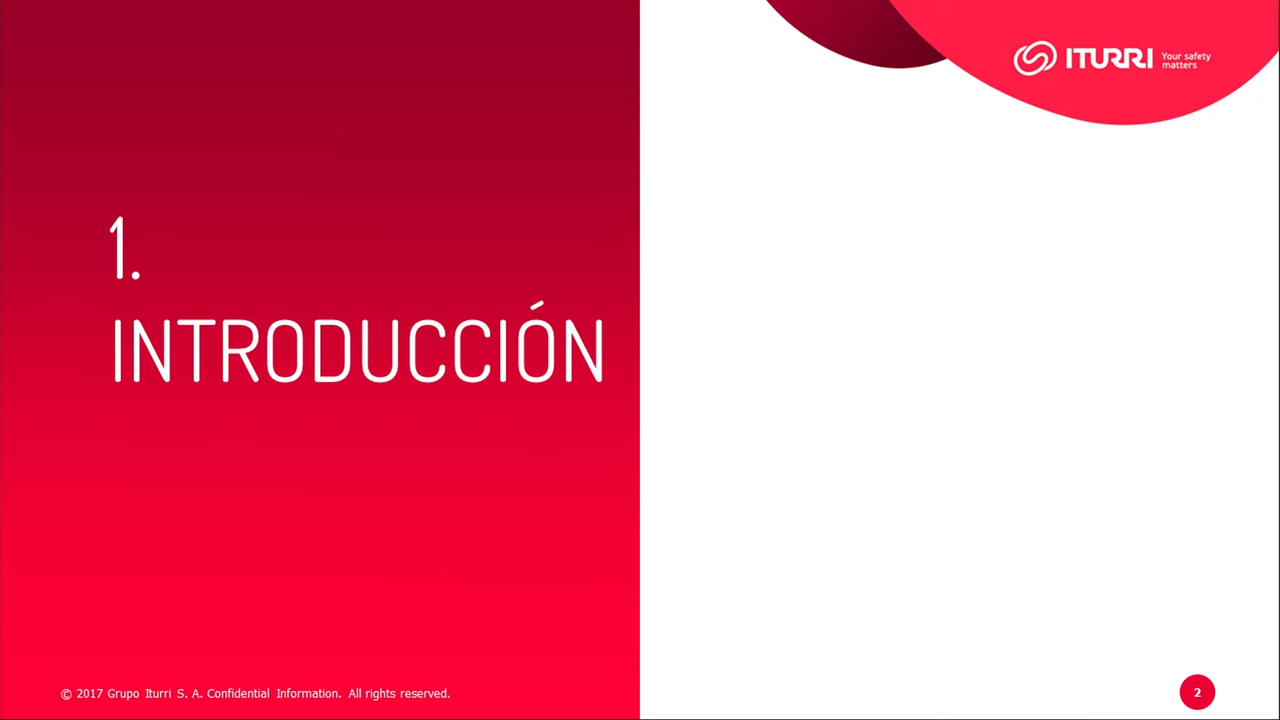 ITURRI
Your safety
matters
1.
INTRODUCCIÓN
© 2017 Grupo Iturri S. A. Confidential Information. All rights reserved.
2